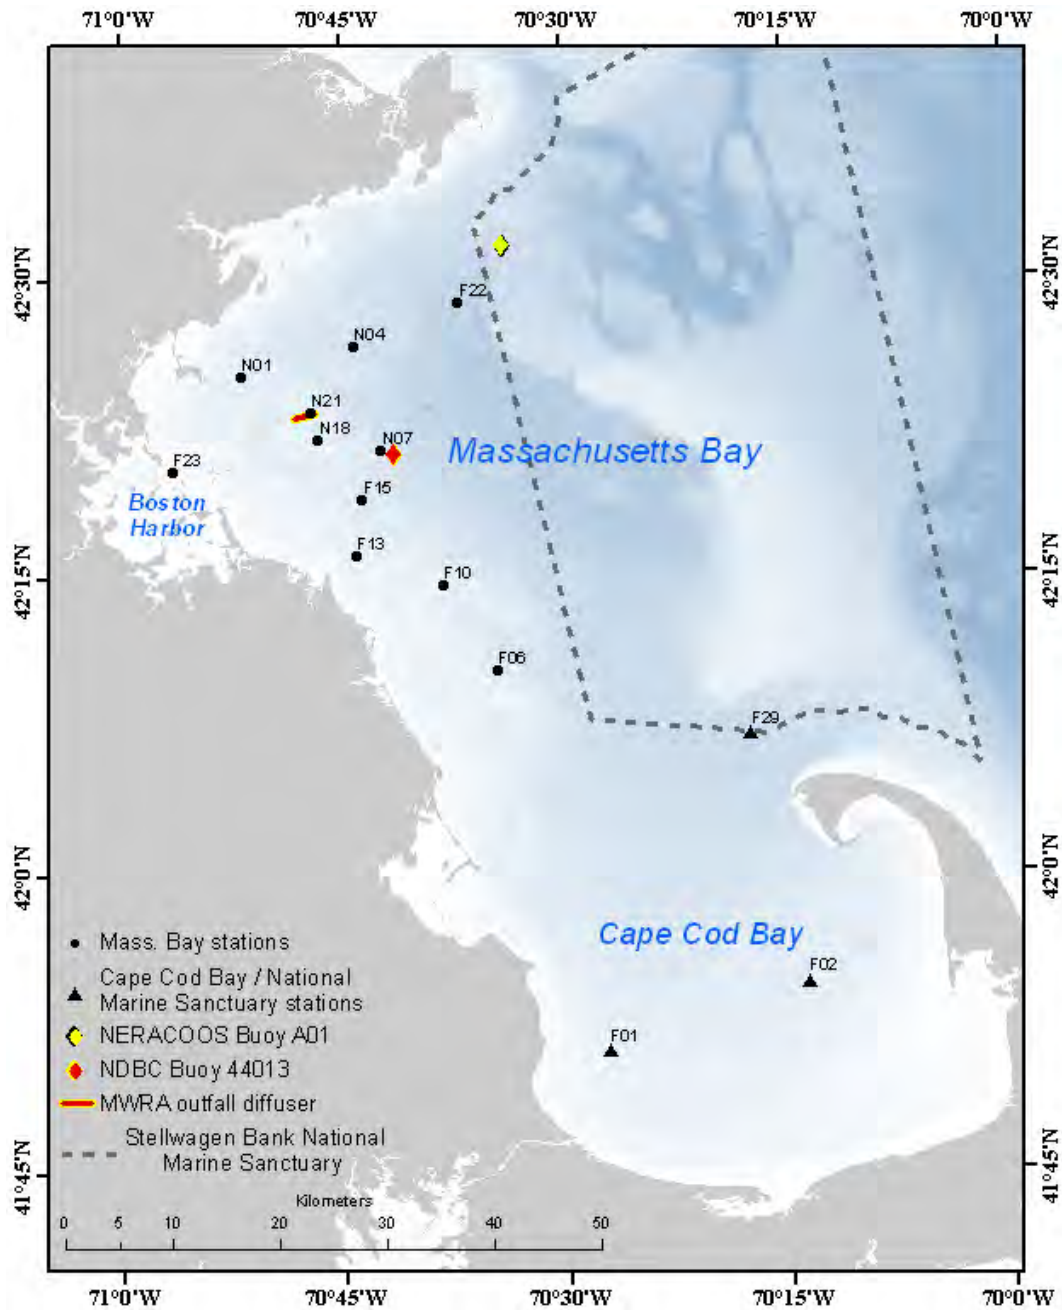 71°0'W 70°45'W 70°30'W 70°15'W 70°0'W
42°30'N
42°30'N
F22
N04
N01
N21
N18
N07
Massachusetts Bay
F23
F15
Boston
Harbor
F13
42°15'N
42°15'N
F10
F06
F29
42°0'N
42°0'N
Cape Cod Bay
F02
F01
Mass. Bay stations
Cape Cod Bay / National
Marine Sanctuary stations
NERACOOS Buoy A01
NDBC Buoy 44013
MWRA outfall diffuser
Stellwagen Bank National
Marine Sanctuary
41°45'N
41°45'N
Kilometers
0 5 10 20 30 40 50
71°0'W 70°45'W 70°30'W 70°15'W 70°0'W